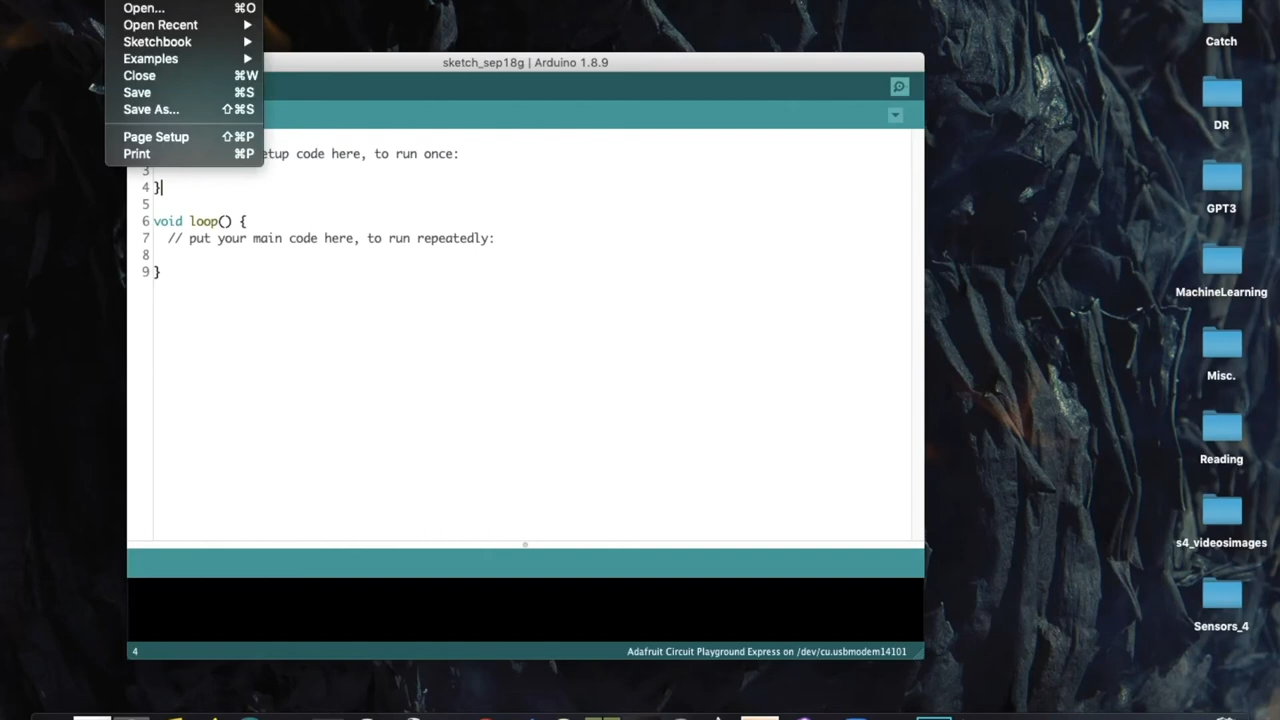 Open... ⌘O
Open Recent ▶
Sketchbook ▶
Examples ▶
Close ⌘W
Save ⌘S
Save As... ⇧⌘S
Page Setup ⇧⌘P
Print ⌘P
sketch_sep18g | Arduino 1.8.9
etup code here, to run once:
3
4 }
5
6 void loop() {
7 // put your main code here, to run repeatedly:
8
9 }
4
Adafruit Circuit Playground Express on /dev/cu.usbmodem14101
Catch
DR
GPT3
MachineLearning
Misc.
Reading
s4_videosimages
Sensors_4